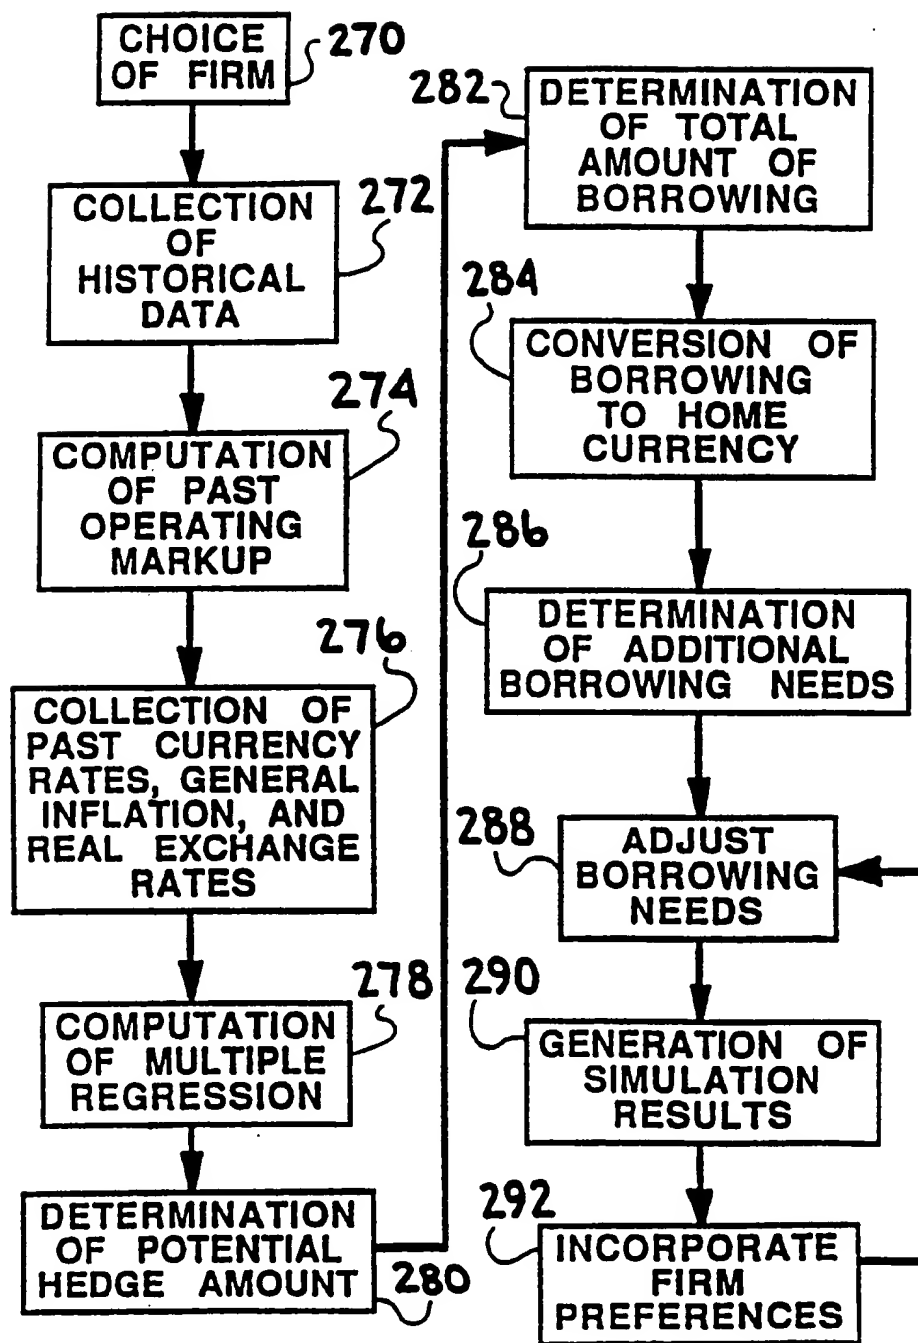 CHOICE
OF FIRM
270
COLLECTION
OF
HISTORICAL
DATA
272
COMPUTATION
OF PAST
OPERATING
MARKUP
274
COLLECTION OF
PAST CURRENCY
RATES, GENERAL
INFLATION, AND
REAL EXCHANGE
RATES
276
COMPUTATION
OF MULTIPLE
REGRESSION
278
DETERMINATION
OF POTENTIAL
HEDGE AMOUNT
280
282
DETERMINATION
OF TOTAL
AMOUNT OF
BORROWING
284
CONVERSION OF
BORROWING
TO HOME
CURRENCY
286
DETERMINATION
OF ADDITIONAL
BORROWING NEEDS
288
ADJUST
BORROWING
NEEDS
290
GENERATION OF
SIMULATION
RESULTS
292
INCORPORATE
FIRM
PREFERENCES